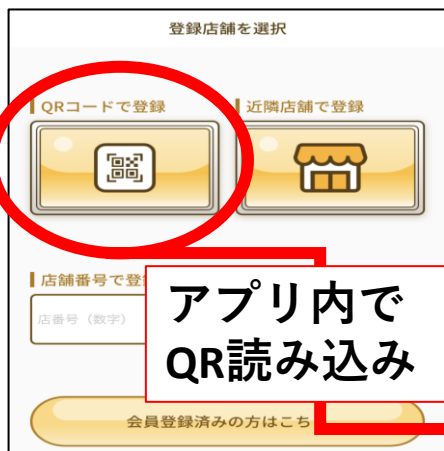 登録店舗を選択
QRコードで登録
近隣店舗で登録
店舗番号で登
店番号（数字）
アプリ内で
QR読み込み
会員登録済みの方はこち